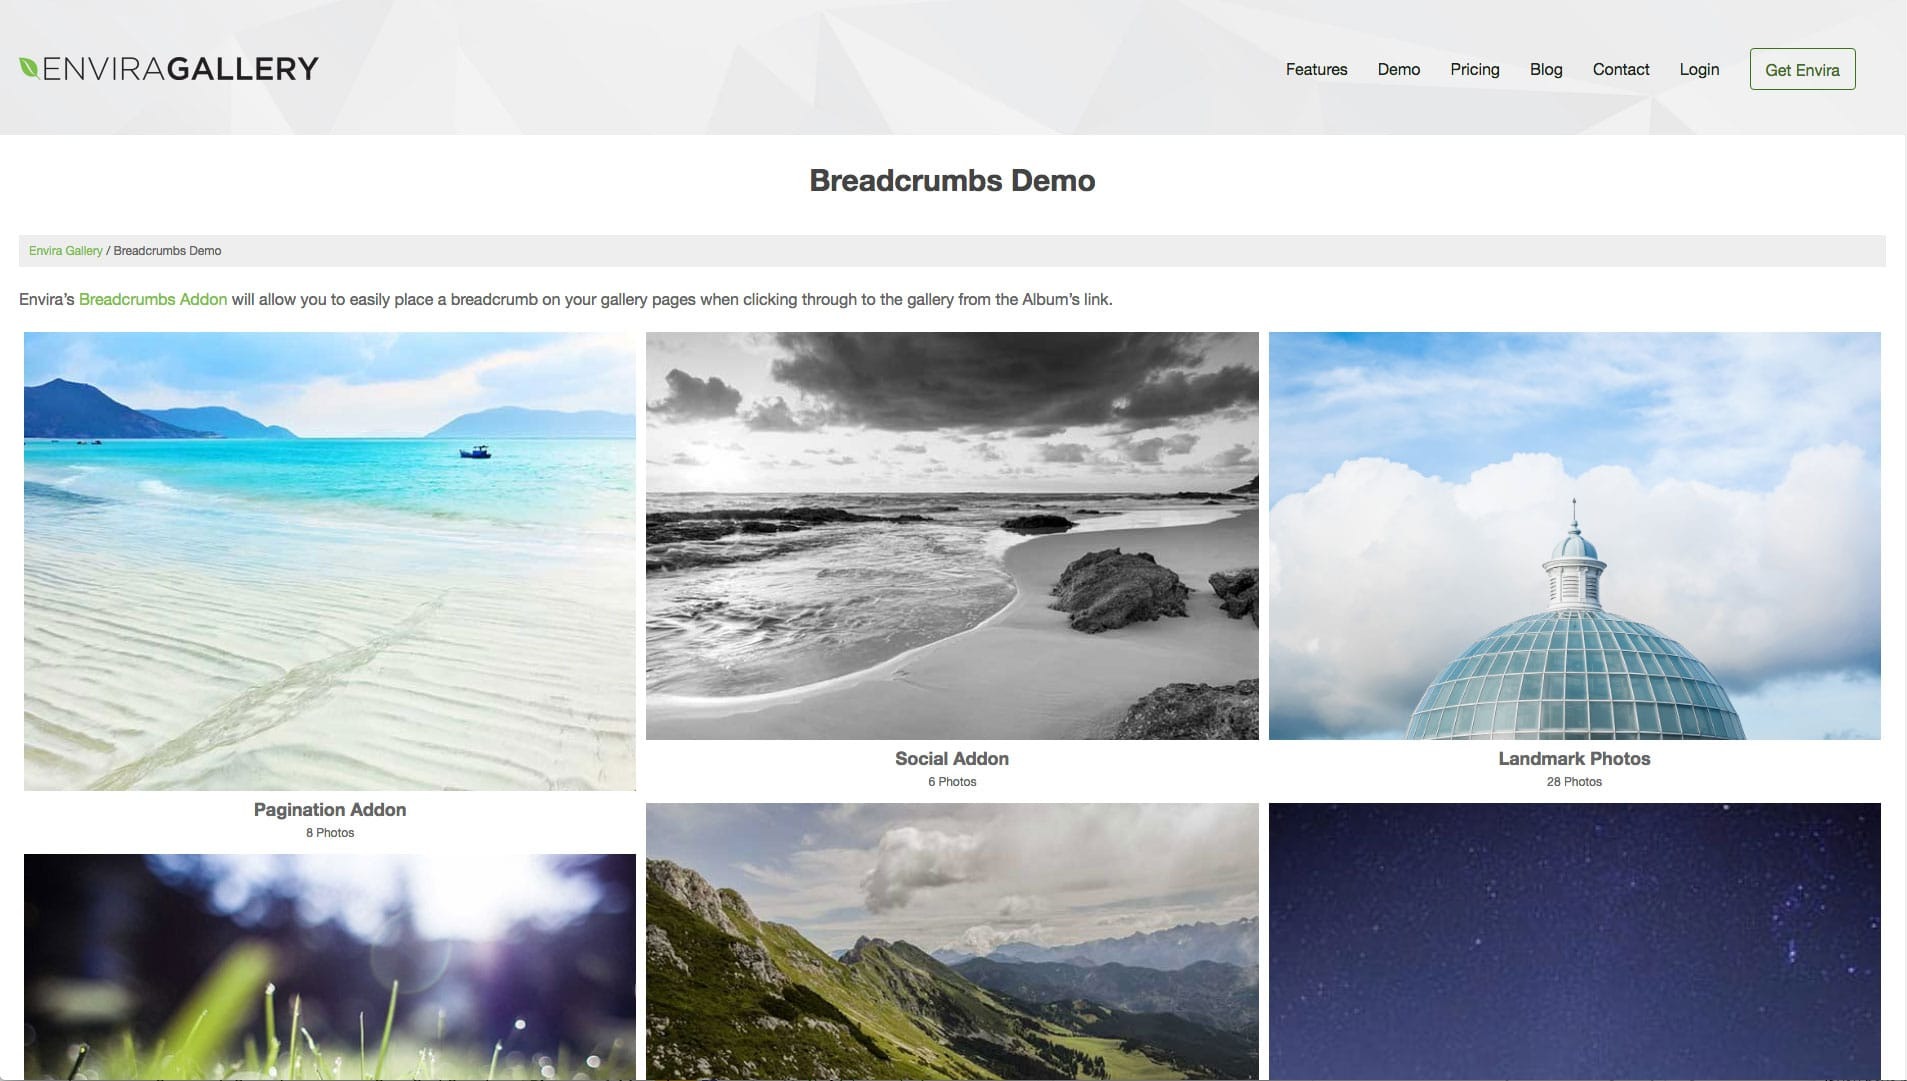 ENVIRAGALLERY
Features Demo Pricing Blog Contact Login Get Envira
Breadcrumbs Demo
Envira Gallery / Breadcrumbs Demo
Envira’s Breadcrumbs Addon will allow you to easily place a breadcrumb on your gallery pages when clicking through to the gallery from the Album’s link.
Pagination Addon
8 Photos
Social Addon
6 Photos
Landmark Photos
28 Photos